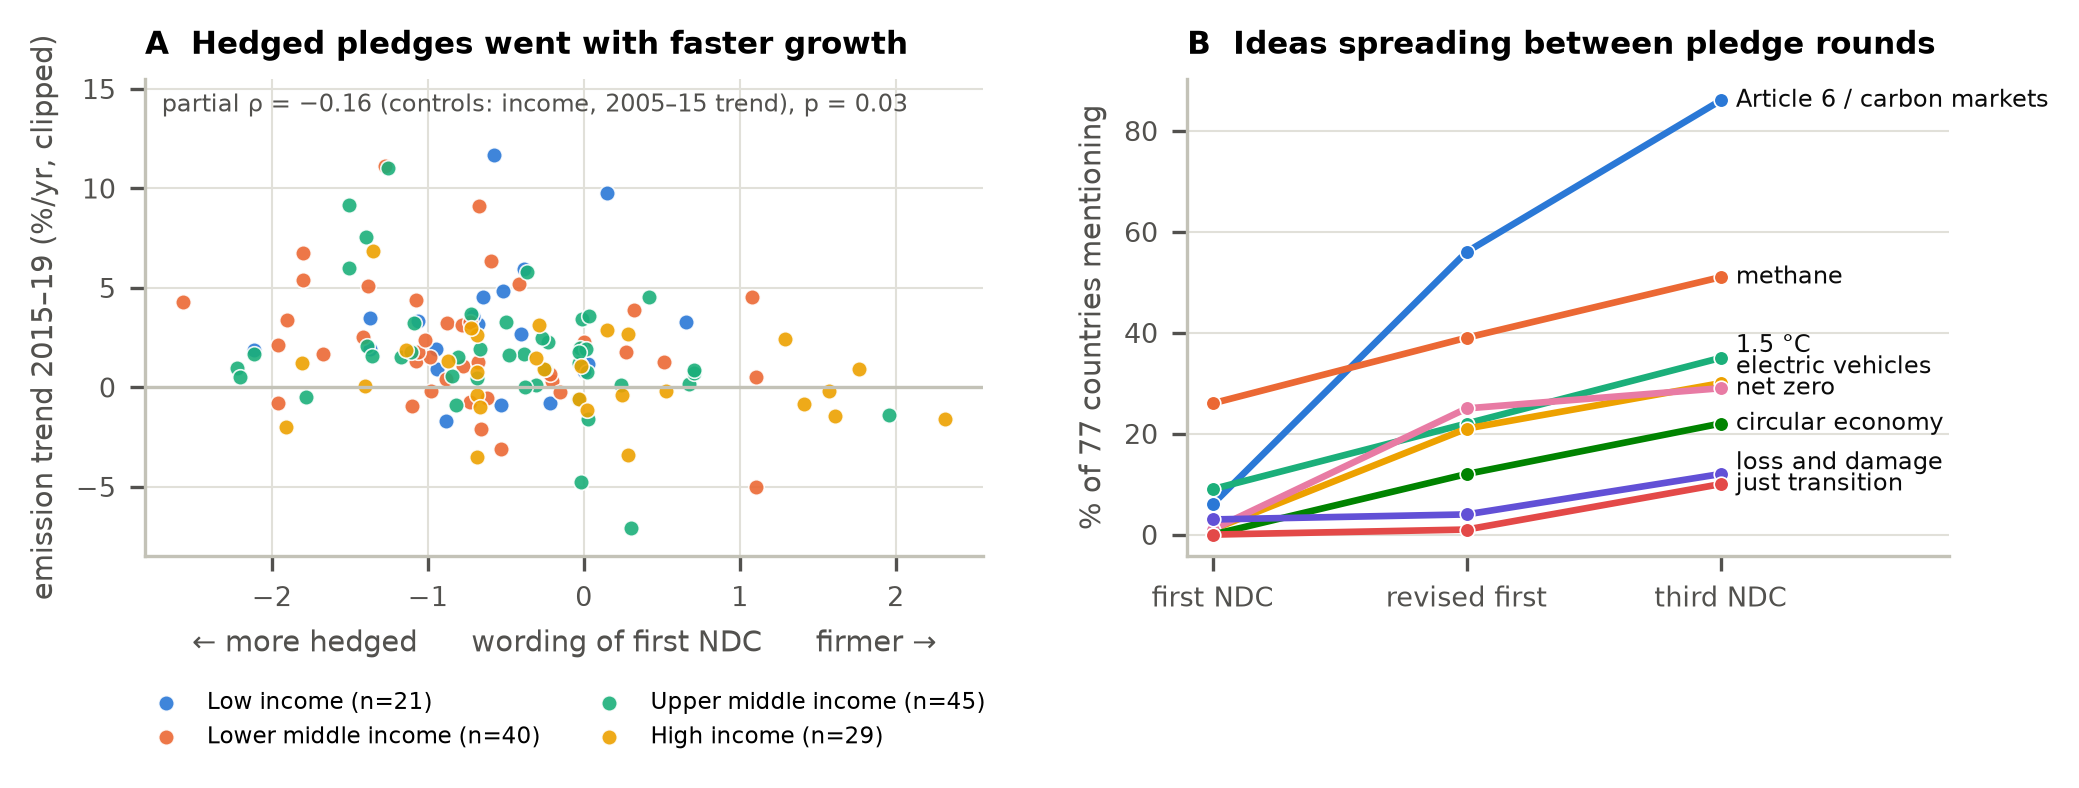 A Hedged pledges went with faster growth
emission trend 2015–19 (%/yr, clipped)
15
10
5
0
−5
partial ρ = −0.16 (controls: income, 2005–15 trend), p = 0.03
−2
−1
0
1
2
← more hedged wording of first NDC firmer →
Low income (n=21)
Lower middle income (n=40)
Upper middle income (n=45)
High income (n=29)
B Ideas spreading between pledge rounds
% of 77 countries mentioning
80
60
40
20
0
Article 6 / carbon markets
methane
1.5 °C
electric vehicles
net zero
circular economy
loss and damage
just transition
first NDC
revised first
third NDC